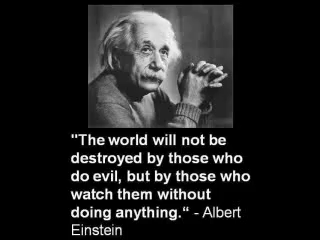 "The world will not be
destroyed by those who
do evil, but by those who
watch them without
doing anything.“ - Albert
Einstein